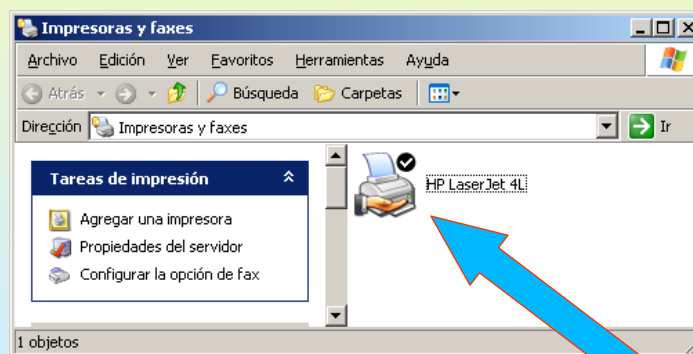 Impresoras y faxes
Archivo Edición Ver Favoritos Herramientas Ayuda
Atrás Búsqueda Carpetas
Dirección Impresoras y faxes Ir
Tareas de impresión
Agregar una impresora
Propiedades del servidor
Configurar la opción de fax
HP LaserJet 4L
1 objetos